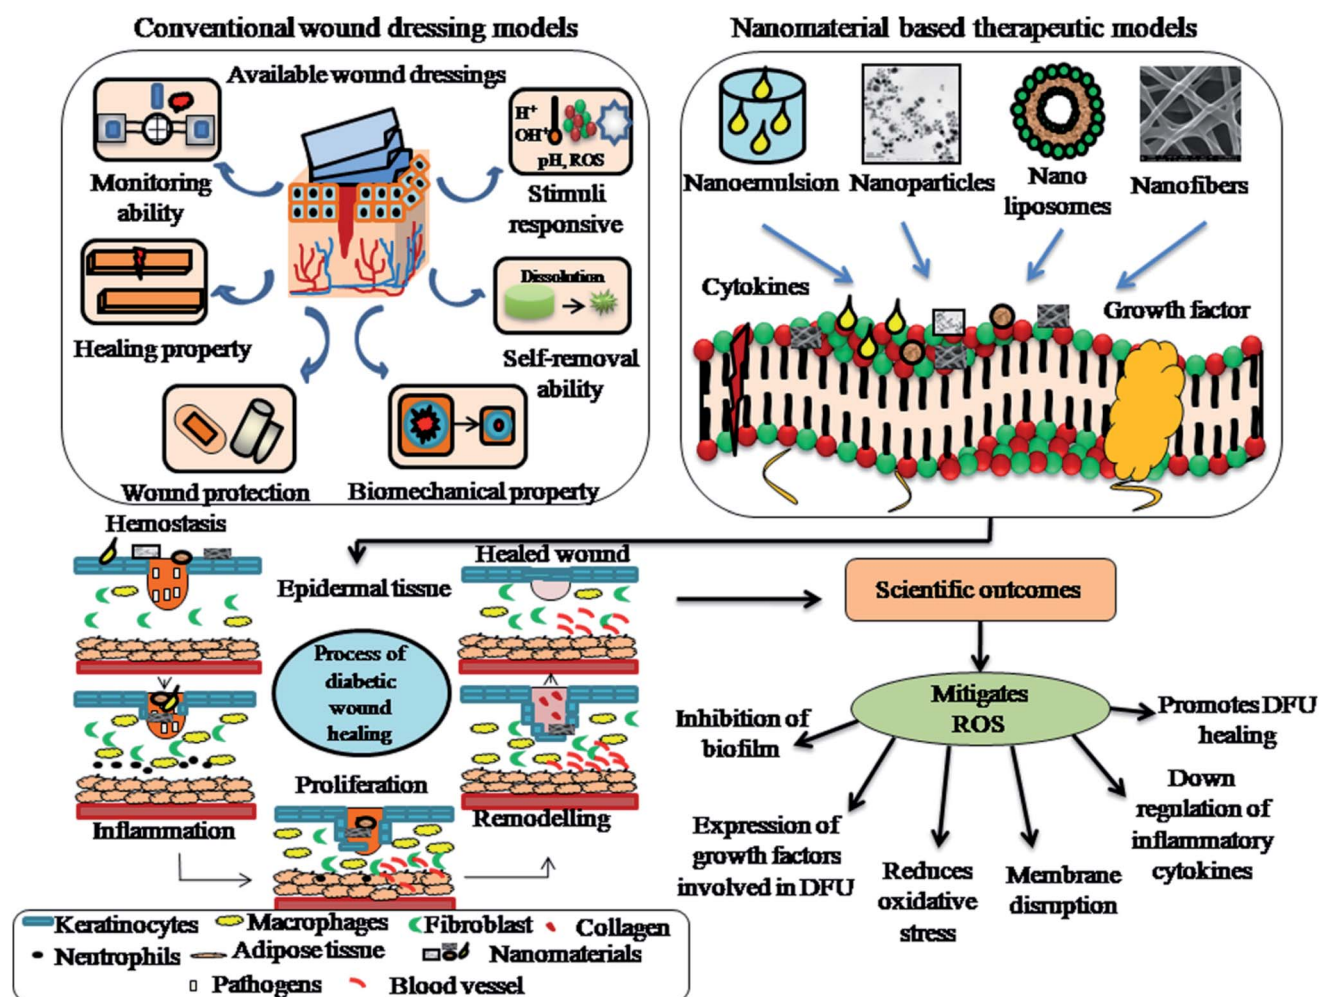 Conventional wound dressing models
Available wound dressings
Monitoring
ability
H+
OH+
pH, ROS
Stimuli
responsive
Healing property
Dissolution
Self-removal
ability
Wound protection
Biomechanical property
Nanomaterial based therapeutic models
Nanoemulsion
Nanoparticles
Nano
liposomes
Nanofibers
Cytokines
Growth factor
Hemostasis
Epidermal tissue
Healed wound
Process of
diabetic
wound
healing
Inflammation
Proliferation
Remodelling
Scientific outcomes
Mitigates
ROS
Inhibition of
biofilm
Expression of
growth factors
involved in DFU
Reduces
oxidative
stress
Membrane
disruption
Down
regulation of
inflammatory
cytokines
Promotes DFU
healing
Keratinocytes
Macrophages
Fibroblast
Collagen
Neutrophils
Adipose tissue
Nanomaterials
Pathogens
Blood vessel